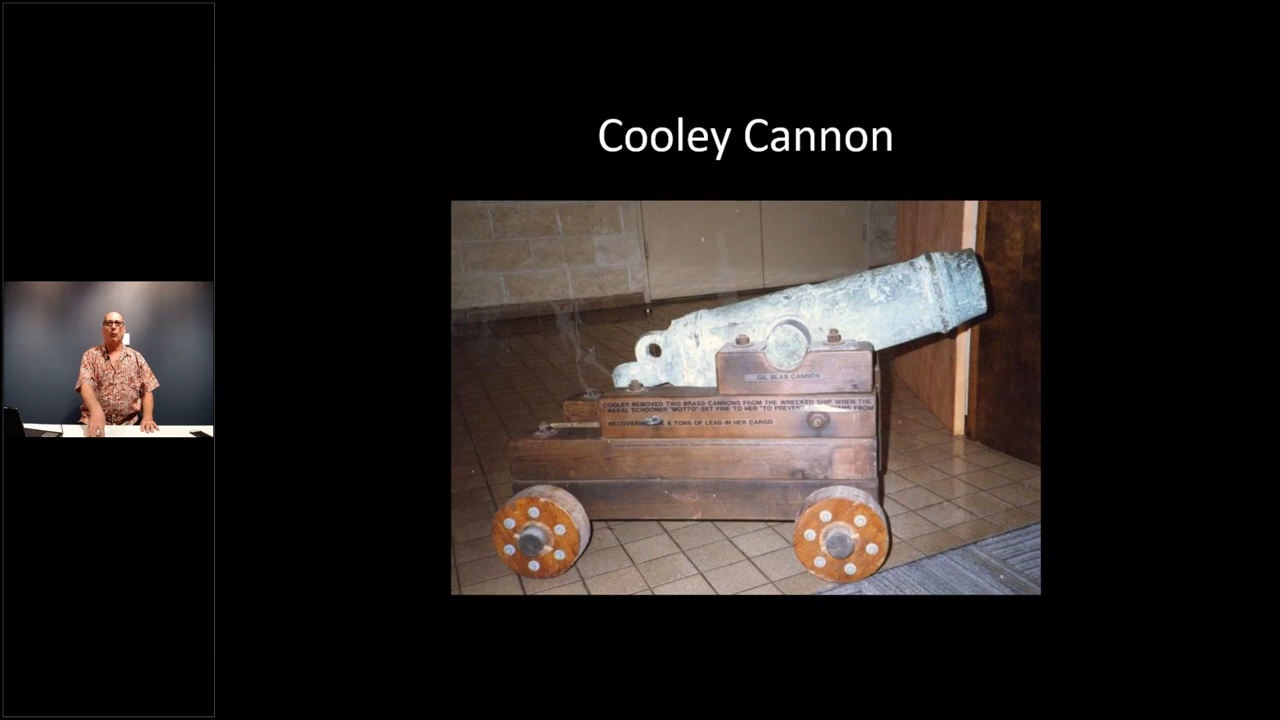 Cooley Cannon
GIL BLAS CANNON
COOLEY REMOVED TWO BRASS CANNONS FROM THE WRECKED SHIP WHEN THE
NAVAL SCHOONER "MOTTO" SET FIRE TO HER "TO PREVENT FROM
RECOVERING 6 TONS OF LEAD IN HER CARGO